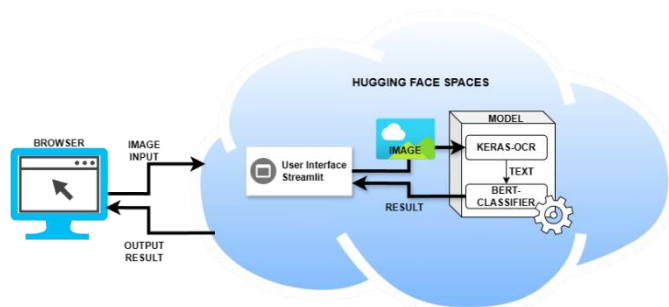 HUGGING FACE SPACES
MODEL
BROWSER
IMAGE
INPUT
IMAGE
KERAS-OCR
User Interface
Streamlit
TEXT
BERT-
CLASSIFIER
RESULT
OUTPUT
RESULT